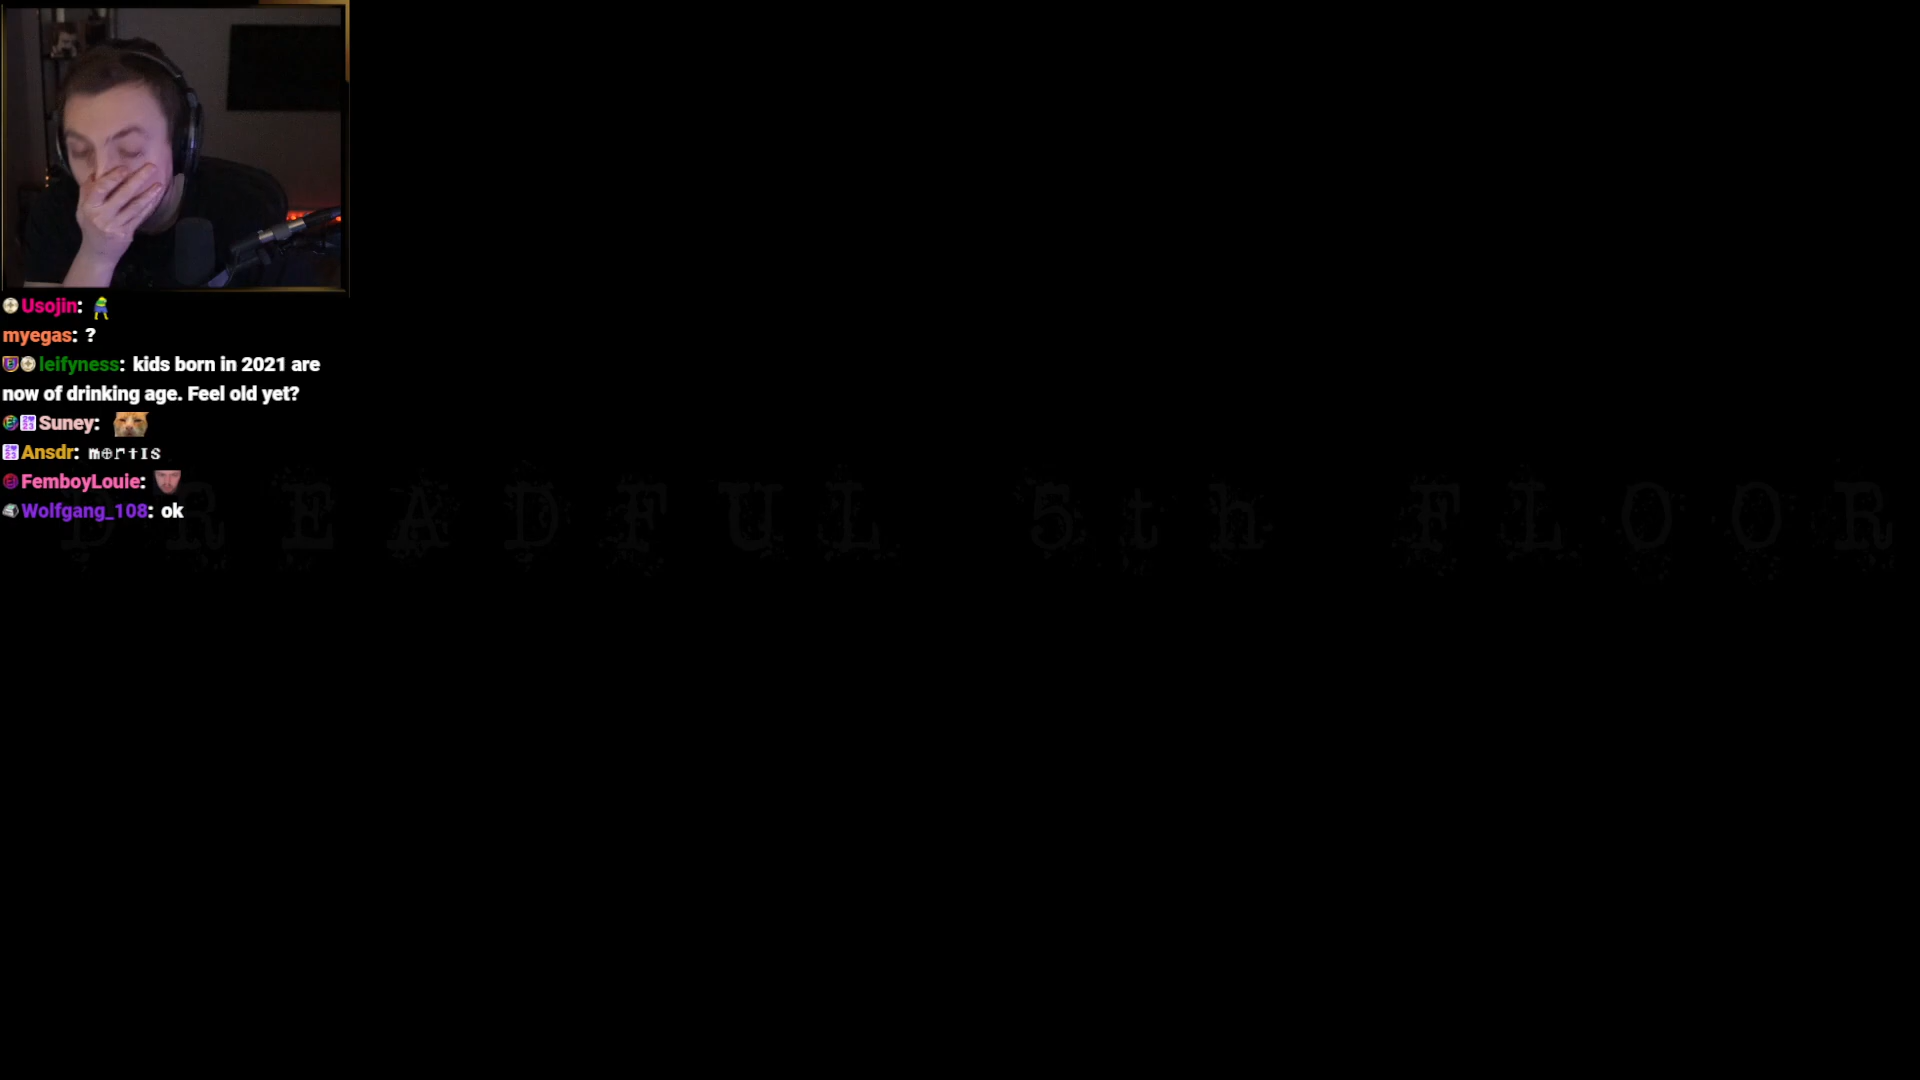 Usojin:
myegas: ?
leifyness: kids born in 2021 are
now of drinking age. Feel old yet?
Suney:
Ansdr: m⊕r✝ɪs
FemboyLouie:
Wolfgang_108: ok
DREADFUL 5th FLOOR